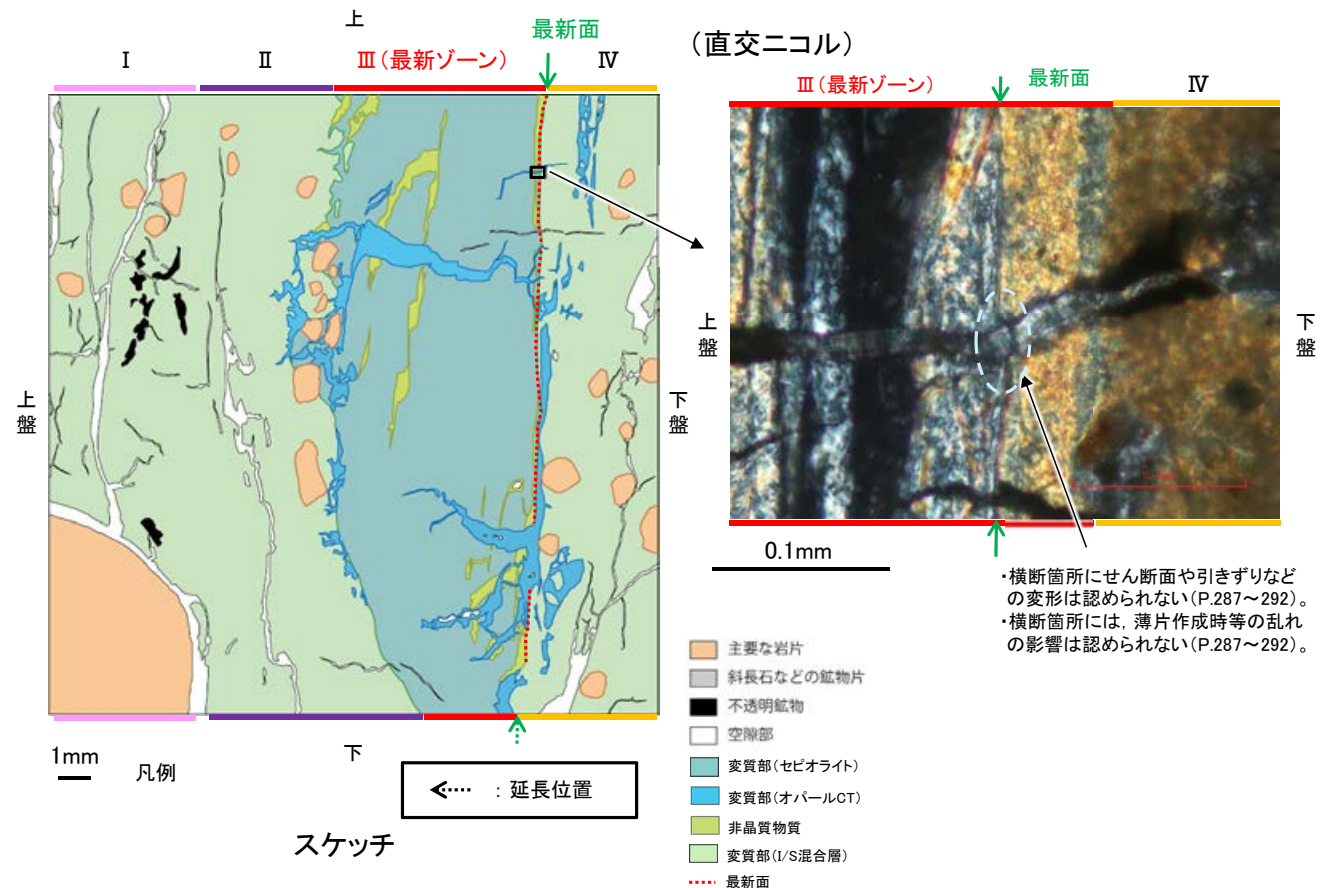 上
最新面
Ⅰ
Ⅱ
Ⅲ(最新ゾーン)
Ⅳ
上
盤
下
盤
1mm
凡例
下
: 延長位置
スケッチ
(直交ニコル)
Ⅲ(最新ゾーン)
最新面
Ⅳ
上
盤
下
盤
0.1mm
・横断箇所にせん断面や引きずりなど
の変形は認められない(P.287~292)。
・横断箇所には, 薄片作成時等の乱れ
の影響は認められない(P.287~292)。
主要な岩片
斜長石などの鉱物片
不透明鉱物
空隙部
変質部(セピオライト)
変質部(オパールCT)
非晶質物質
変質部(I/S混合層)
最新面